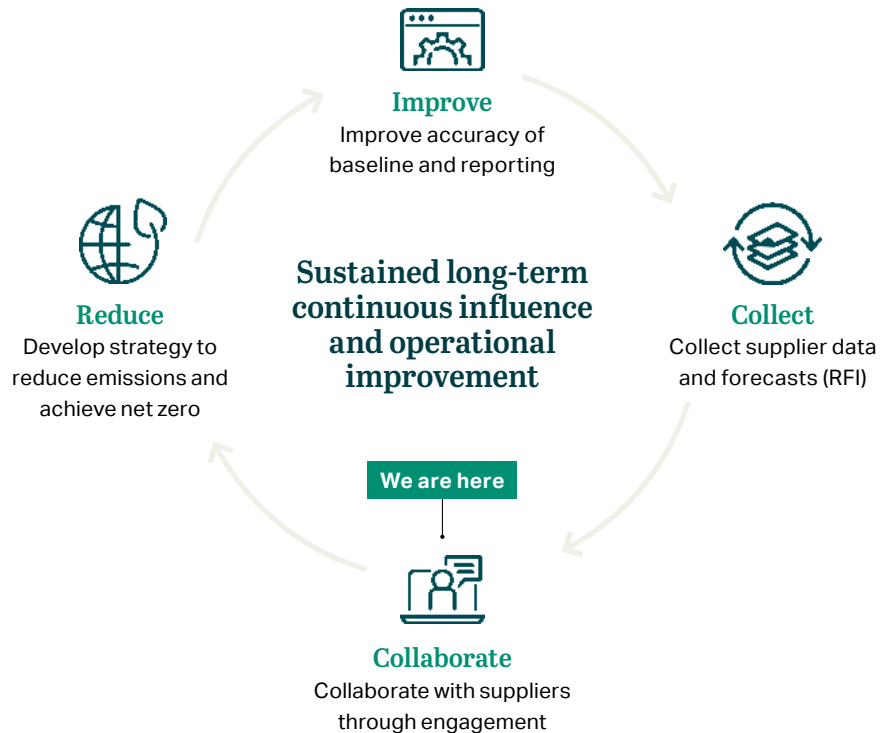 Improve
Improve accuracy of
baseline and reporting
Reduce
Develop strategy to
reduce emissions and
achieve net zero
Sustained long-term
continuous influence
and operational
improvement
Collect
Collect supplier data
and forecasts (RFI)
We are here
Collaborate
Collaborate with suppliers
through engagement